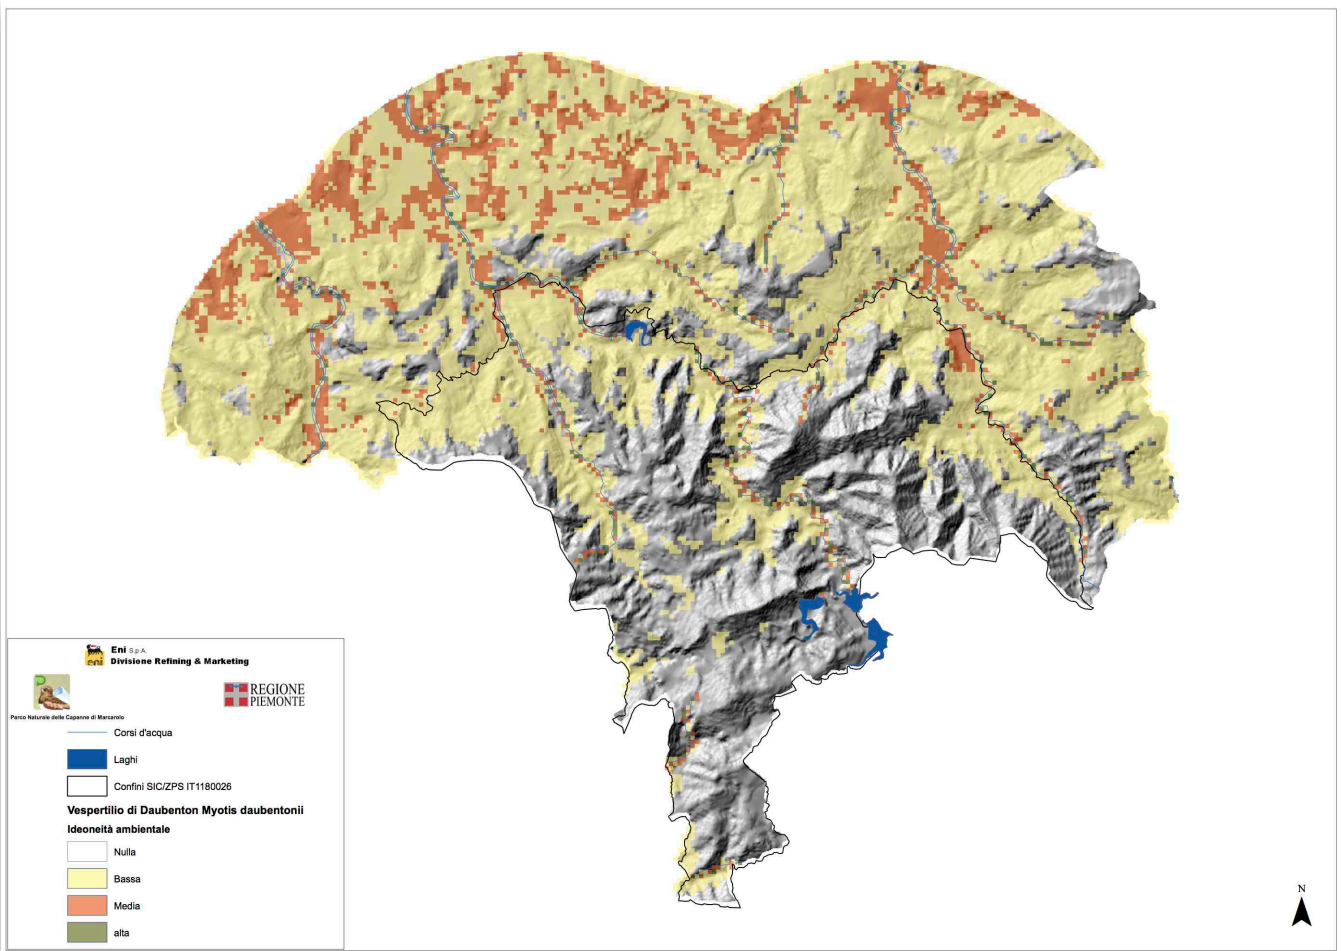 Eni S.p.A.
Divisione Refining & Marketing
eni
REGIONE
PIEMONTE
Parco Naturale delle Capanne di Marcarolo
Corsi d'acqua
Laghi
Confini SIC/ZPS IT1180026
Vespertilio di Daubenton Myotis daubentonii
Ideoneità ambientale
Nulla
Bassa
Media
alta
N